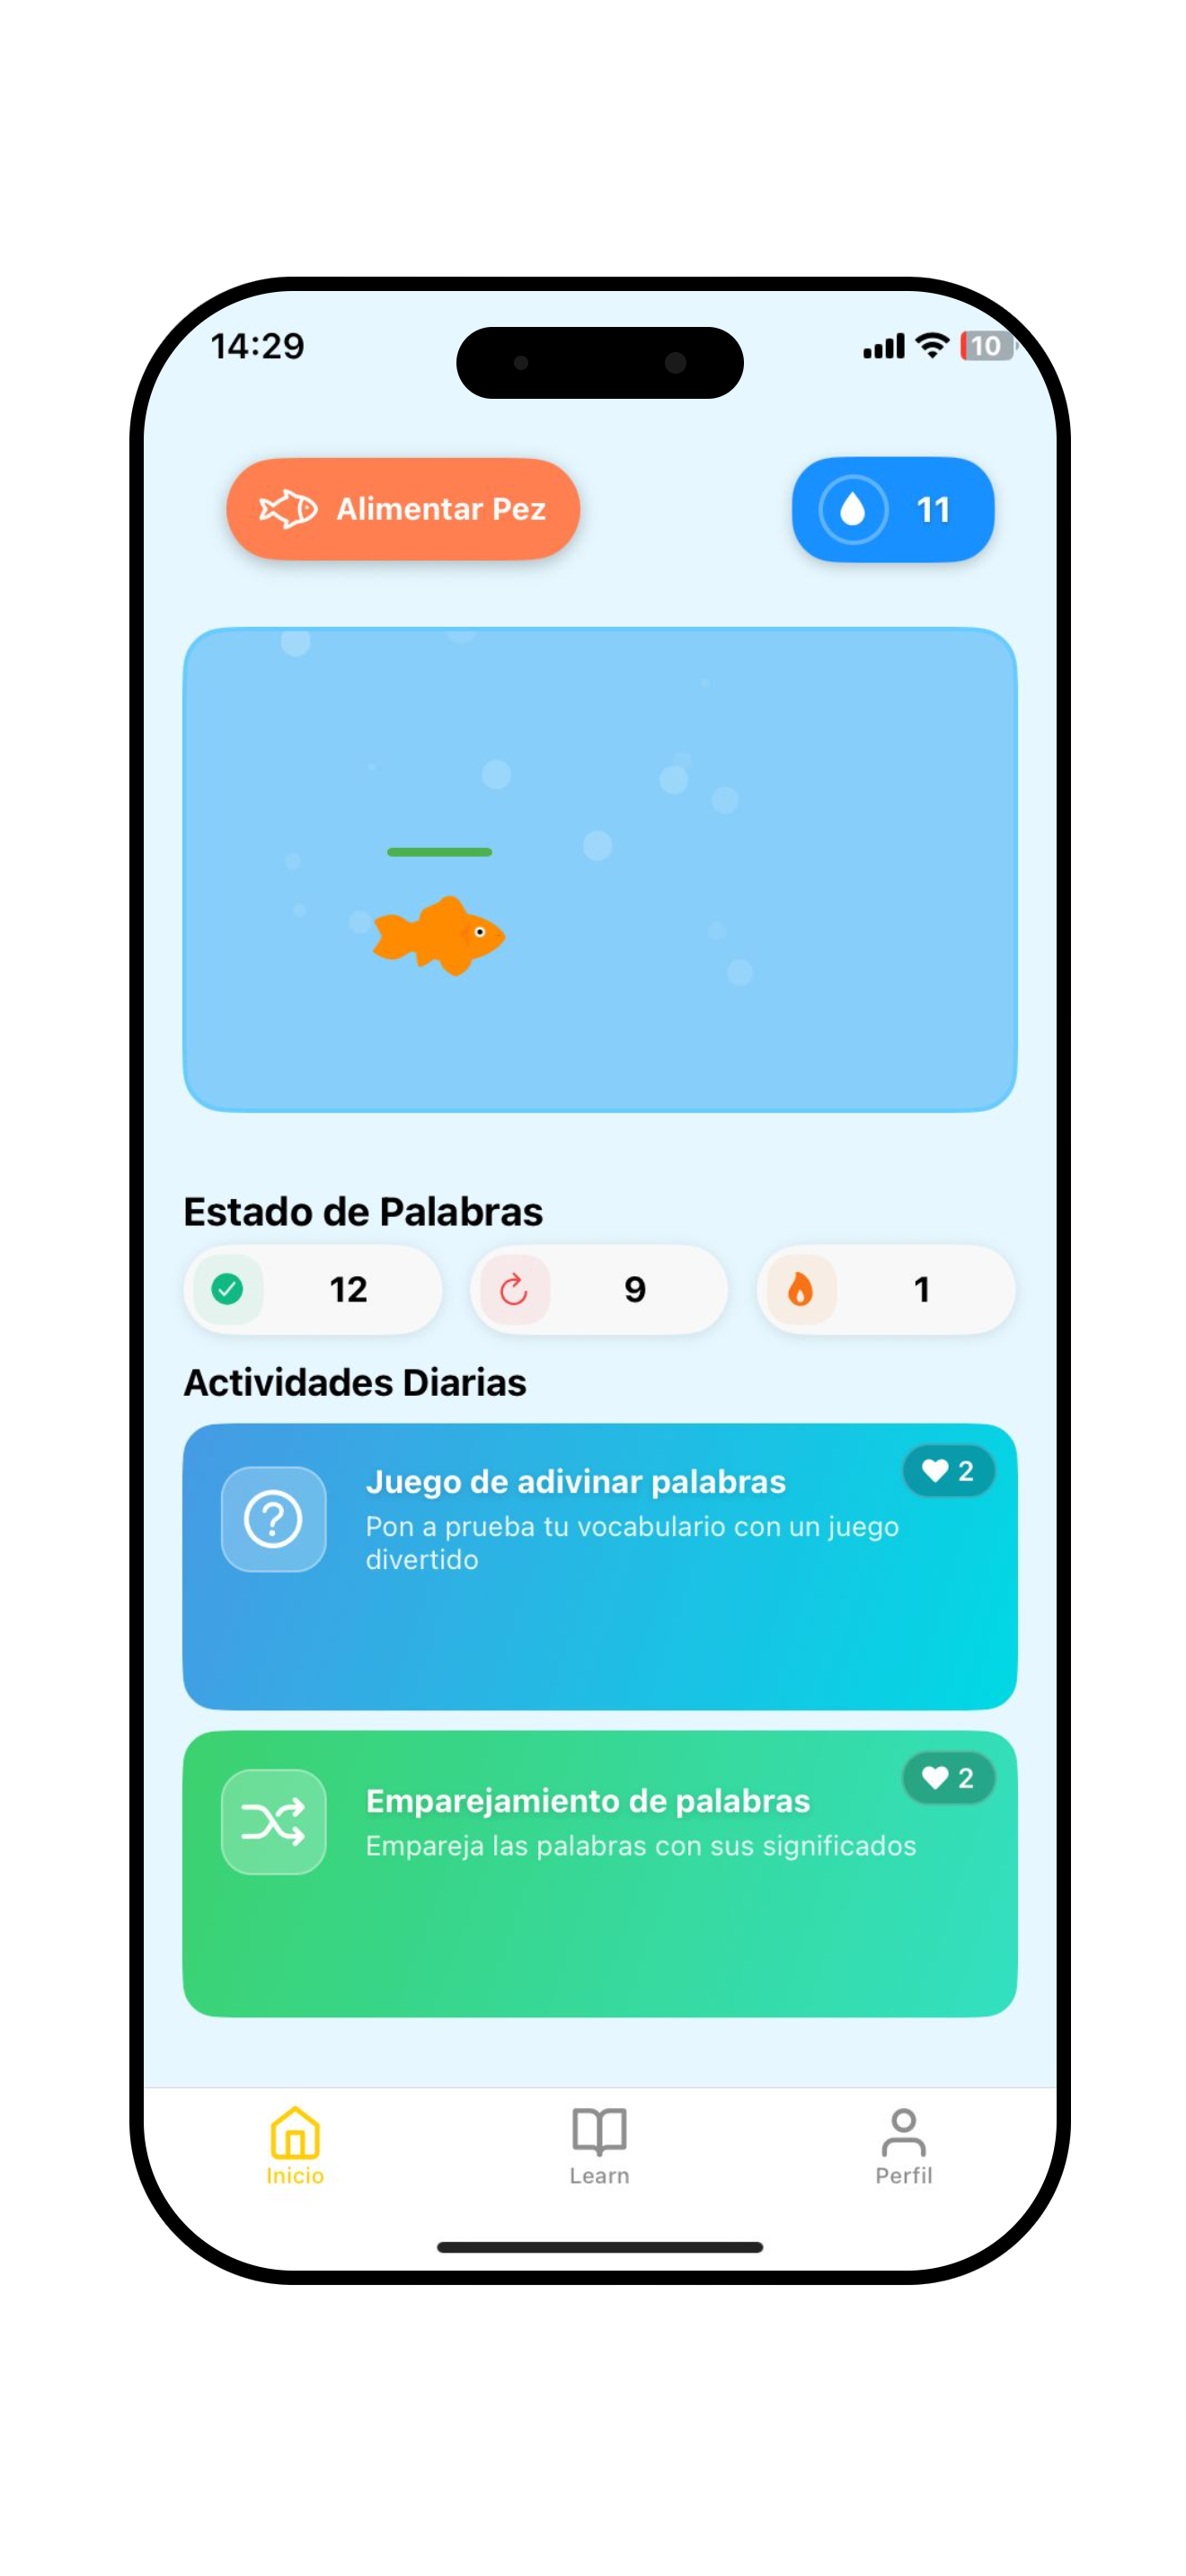 14:29
10
Alimentar Pez
11
Estado de Palabras
12
9
1
Actividades Diarias
2
Juego de adivinar palabras
Pon a prueba tu vocabulario con un juego
divertido
2
Emparejamiento de palabras
Empareja las palabras con sus significados
Inicio
Learn
Perfil